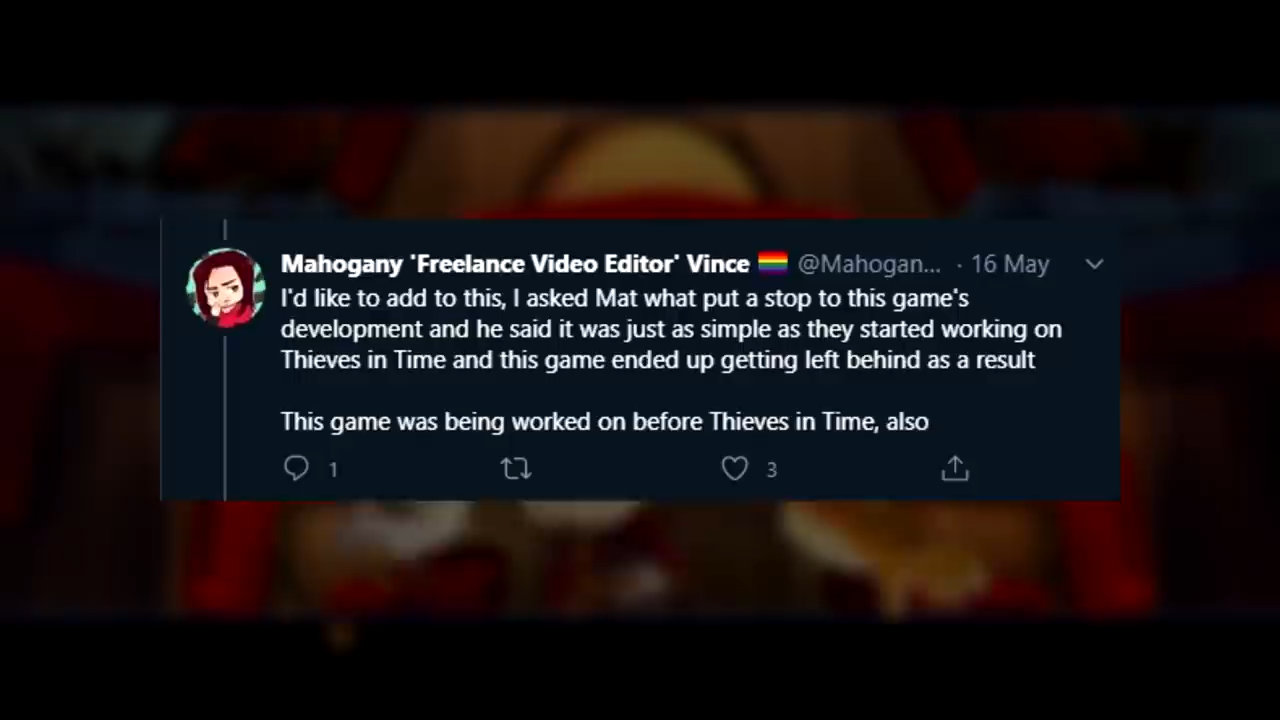 Mahogany 'Freelance Video Editor' Vince 🏳️‍🌈 @Mahogan... · 16 May
I'd like to add to this, I asked Mat what put a stop to this game's
development and he said it was just as simple as they started working on
Thieves in Time and this game ended up getting left behind as a result
This game was being worked on before Thieves in Time, also
1 3